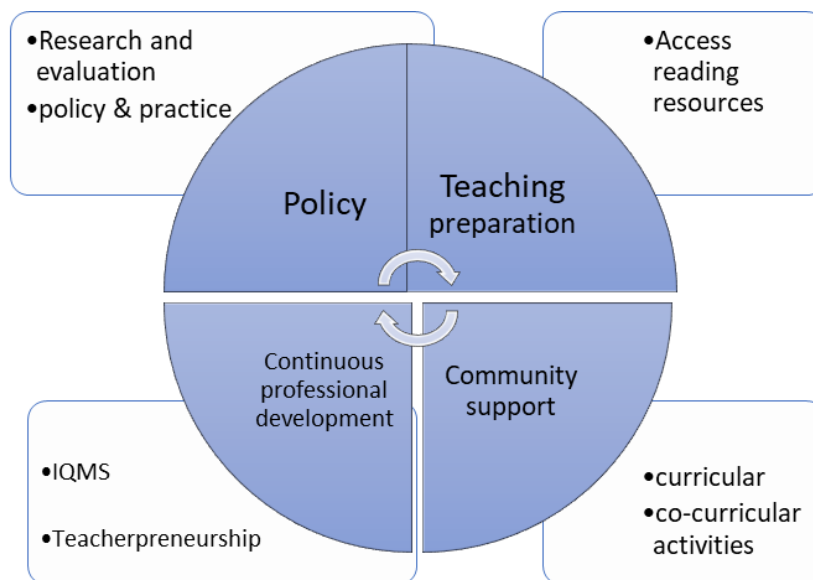 •Research and
evaluation
•policy & practice
•Access
reading
resources
Policy
Teaching
preparation
Continuous
professional
development
Community
support
•IQMS
•Teacherpreneurship
•curricular
•co-curricular
activities